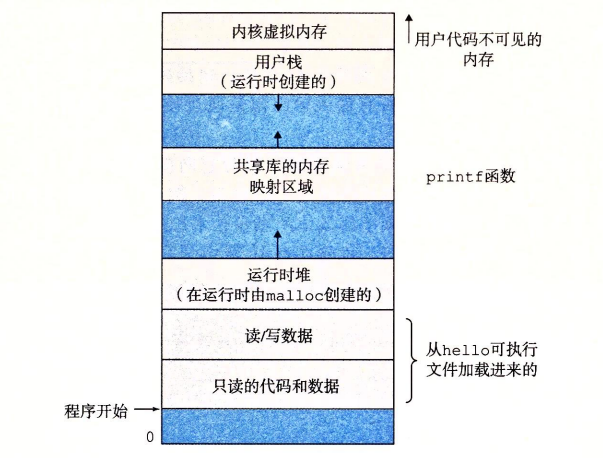 内核虚拟内存
用户代码不可见的
内存
用户栈
（运行时创建的）
共享库的内存
映射区域
printf函数
运行时堆
（在运行时由malloc创建的）
读/写数据
从hello可执行
文件加载进来的
只读的代码和数据
程序开始
0